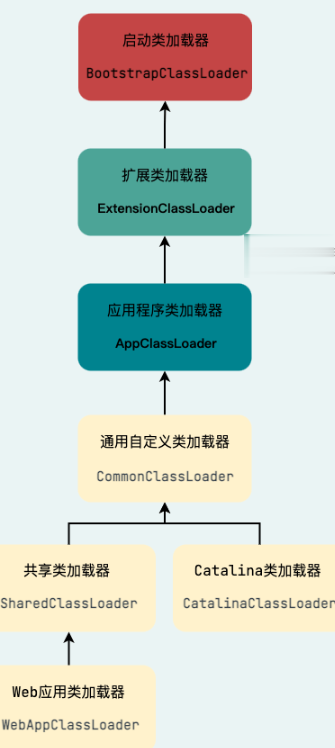 启动类加载器
BootstrapClassLoader
扩展类加载器
ExtensionClassLoader
应用程序类加载器
AppClassLoader
通用自定义类加载器
CommonClassLoader
共享类加载器
SharedClassLoader
Catalina类加载器
CatalinaClassLoader
Web应用类加载器
WebAppClassLoader